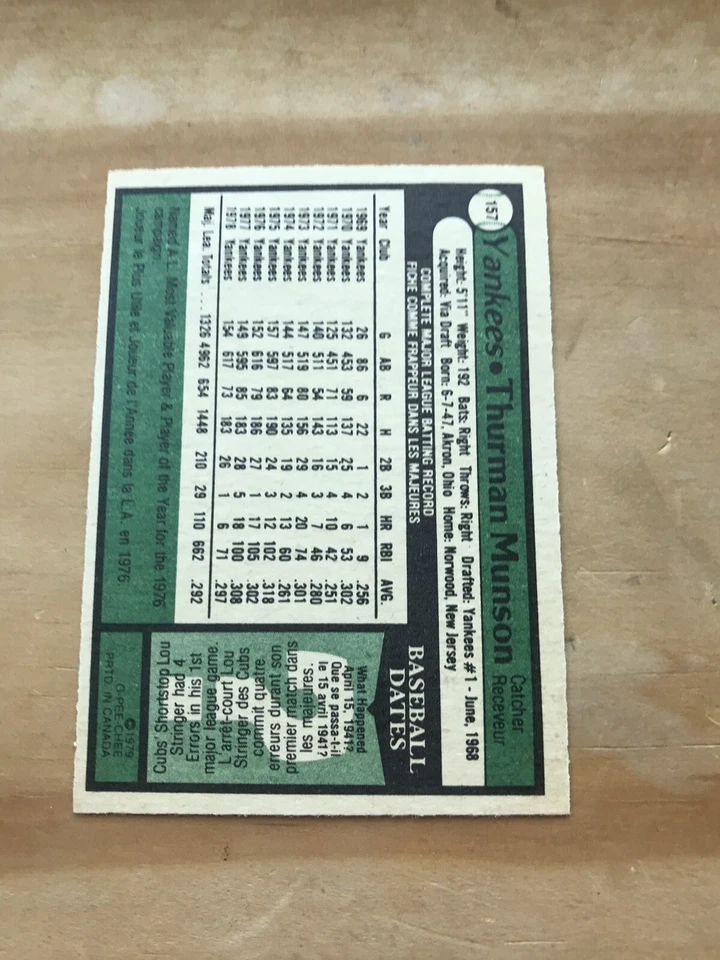 157
Yankees • Thurman Munson
Catcher
Receveur
Height: 5'11" Weight: 192 Bats: Right Throws: Right Drafted: Yankees #1 - June, 1968
Acquired: Via Draft Born: 6-7-47, Akron, Ohio Home: Norwood, New Jersey
COMPLETE MAJOR LEAGUE BATTING RECORD
FICHE COMME FRAPPEUR DANS LES MAJEURES
Year Club G AB R H 2B 3B HR RBI AVG.
1969 Yankees 26 86 6 22 1 2 1 9 .256
1970 Yankees 132 453 59 137 25 4 6 53 .302
1971 Yankees 125 451 71 113 15 4 10 42 .251
1972 Yankees 140 511 54 143 16 3 7 46 .280
1973 Yankees 147 519 80 156 29 4 20 74 .301
1974 Yankees 144 517 64 135 19 2 13 60 .261
1975 Yankees 157 597 83 190 24 3 12 102 .318
1976 Yankees 152 616 79 186 27 1 17 105 .302
1977 Yankees 149 595 85 183 28 5 18 100 .308
1978 Yankees 154 617 73 183 26 1 6 71 .297
Maj. Lea. Totals ... 1326 4962 654 1448 210 29 110 662 .292
Named A.L. Most Valuable Player & Player of the Year for the 1976
campaign.
Joueur le Plus Utile et Joueur de l'Année dans la L.A. en 1976.
BASEBALL
DATES
What Happened
April 15, 1941?
Que se passa-t-il
le 15 avril 1941?
Cubs Shortstop Lou
Stringer had 4
Errors in his 1st
major league game.
L'arrêt-court Lou
Stringer des Cubs
commit quatre
erreurs durant son
premier match dans
les majeures.
©1979
O-PEE-CHEE
PRTD. IN CANADA